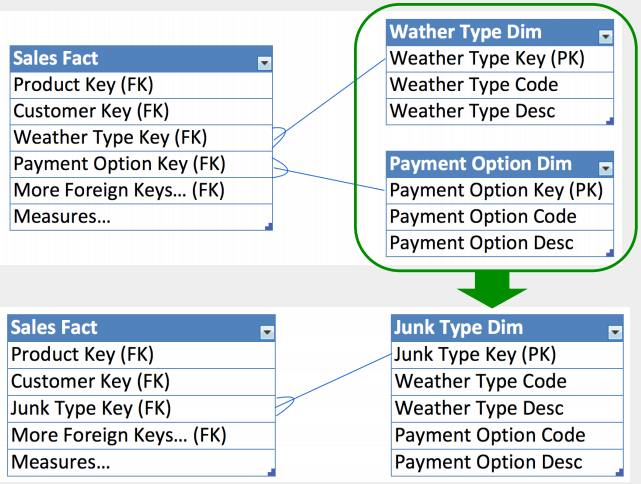 Sales Fact
Product Key (FK)
Customer Key (FK)
Weather Type Key (FK)
Payment Option Key (FK)
More Foreign Keys... (FK)
Measures...
Wather Type Dim
Weather Type Key (PK)
Weather Type Code
Weather Type Desc
Payment Option Dim
Payment Option Key (PK)
Payment Option Code
Payment Option Desc
Sales Fact
Product Key (FK)
Customer Key (FK)
Junk Type Key (FK)
More Foreign Keys... (FK)
Measures...
Junk Type Dim
Junk Type Key (PK)
Weather Type Code
Weather Type Desc
Payment Option Code
Payment Option Desc